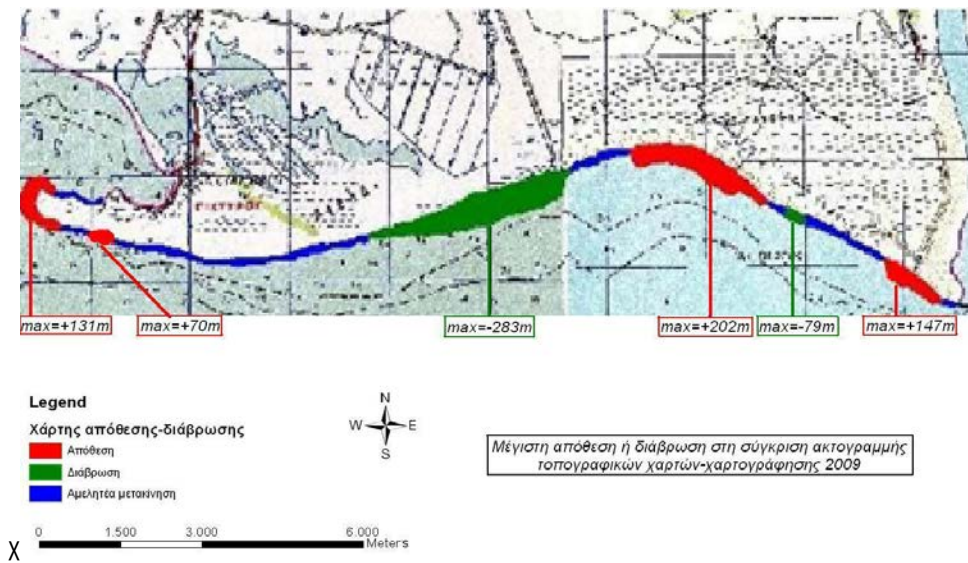 max=+131m
max=+70m
max=-283m
max=+202m
max=-79m
max=+147m
Legend
Χάρτης απόθεσης-διάβρωσης
Απόθεση
Διάβρωση
Αμελητέα μετακίνηση
N
W E
S
Μέγιστη απόθεση ή διάβρωση στη σύγκριση ακτογραμμής
τοπογραφικών χαρτών-χαρτογράφησης 2009
0 1.500 3.000 6.000
Meters
X